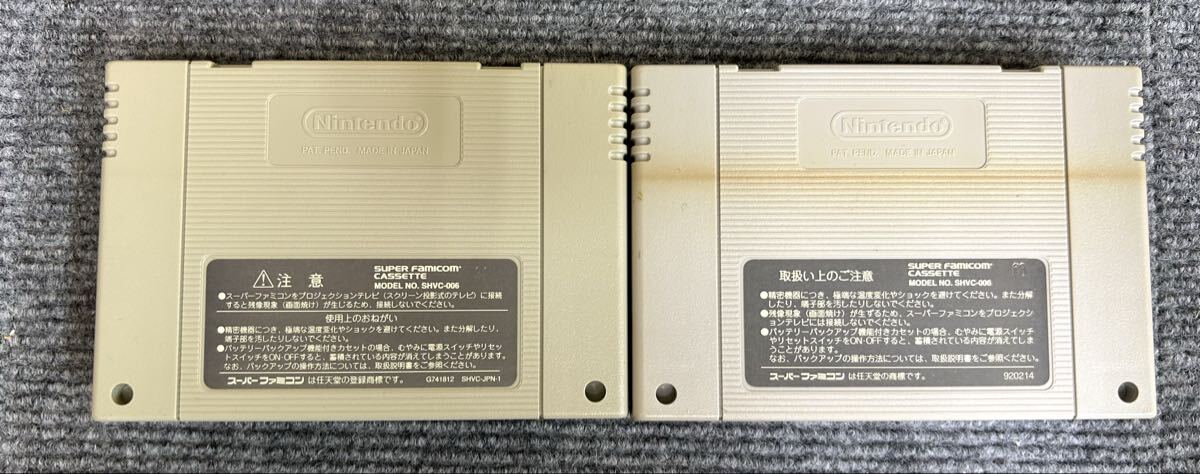 Nintendo
PAT. PEND. MADE IN JAPAN
⚠注意
SUPER FAMICOM
CASSETTE
MODEL NO. SHVC-006
●スーパーファミコンをプロジェクションテレビ(スクリーン投影式のテレビ)に接続
すると残像現象(画面焼け)が生じるため、接続しないでください。
使用上のおねがい
●精密機器につき、極端な温度変化やショックを避けてください。また分解したり、
端子部を汚したりしないでください。
●バッテリーバックアップ機能付きカセットの場合、むやみに電源スイッチやリセ
ットスイッチをON-OFFすると、蓄積されている内容が消えてしまうことがあります。
なお、バックアップの操作方法については、取扱説明書をご参照ください。
スーパーファミコン は任天堂の登録商標です。 G741812 SHVC-JPN-1
Nintendo
PAT. PEND. MADE IN JAPAN
取扱い上のご注意
SUPER FAMICOM
CASSETTE
MODEL NO. SHVC-006
●精密機器につき、極端な温度変化やショックを避けてください。また分解
したり、端子部を汚したりしないでください。
●残像現象(画面焼け)が生ずるため、スーパーファミコンをプロジェクシ
ョンテレビには接続しないでください。
●バッテリーバックアップ機能付きカセットの場合、むやみに電源スイッチ
やリセットスイッチをON-OFFすると、蓄積されている内容が消えてしま
うことがあります。
なお、バックアップの操作方法については、取扱説明書をご参照ください。
スーパーファミコン は任天堂の商標です。 920214